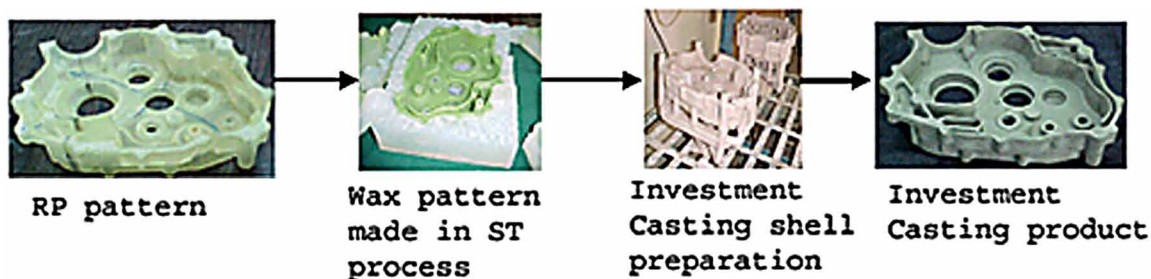 RP pattern
Wax pattern
made in ST
process
Investment
Casting shell
preparation
Investment
Casting product